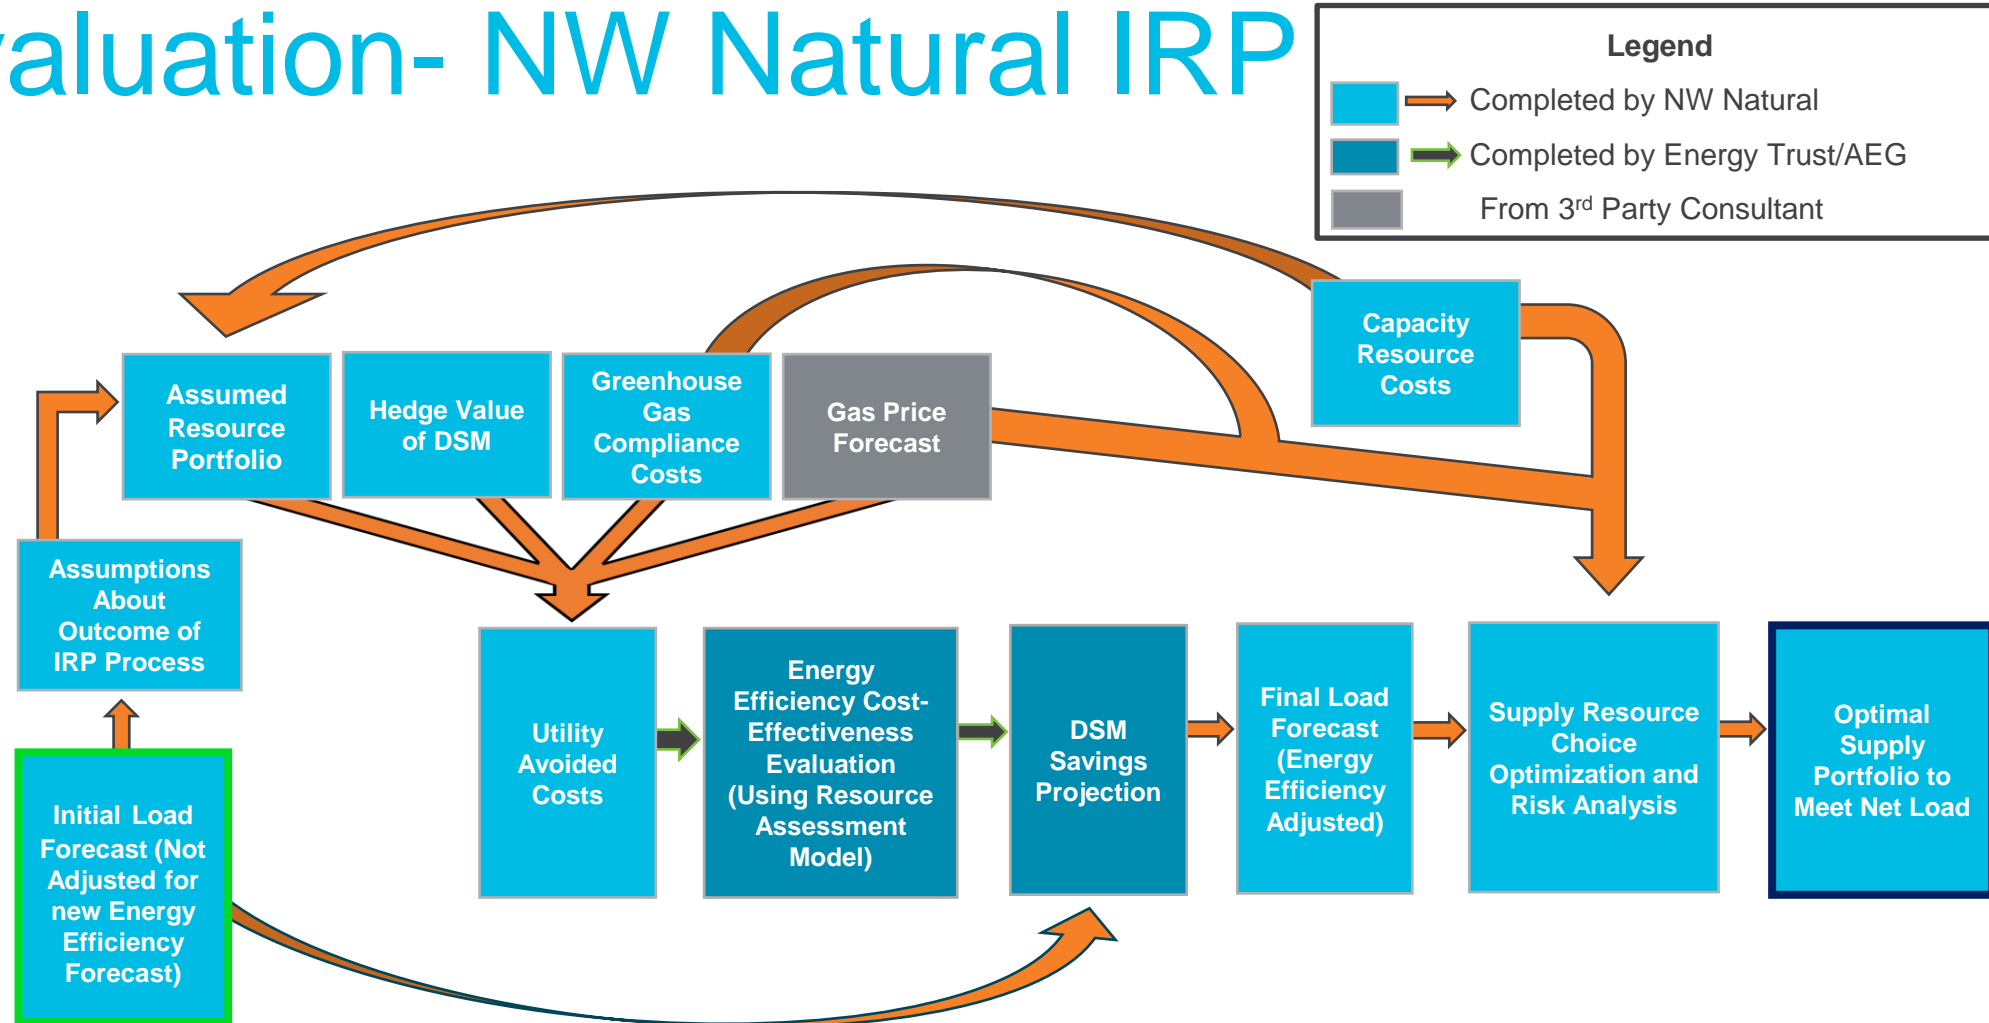 valuation- NW Natural IRP
Legend
Completed by NW Natural
Completed by Energy Trust/AEG
From 3rd Party Consultant
Capacity
Resource
Costs
Assumed
Resource
Portfolio
Hedge Value
of DSM
Greenhouse
Gas
Compliance
Costs
Gas Price
Forecast
Assumptions
About
Outcome of
IRP Process
Initial Load
Forecast (Not
Adjusted for
new Energy
Efficiency
Forecast)
Utility
Avoided
Costs
Energy
Efficiency Cost-
Effectiveness
Evaluation
(Using Resource
Assessment
Model)
DSM
Savings
Projection
Final Load
Forecast
(Energy
Efficiency
Adjusted)
Supply Resource
Choice
Optimization and
Risk Analysis
Optimal
Supply
Portfolio to
Meet Net Load